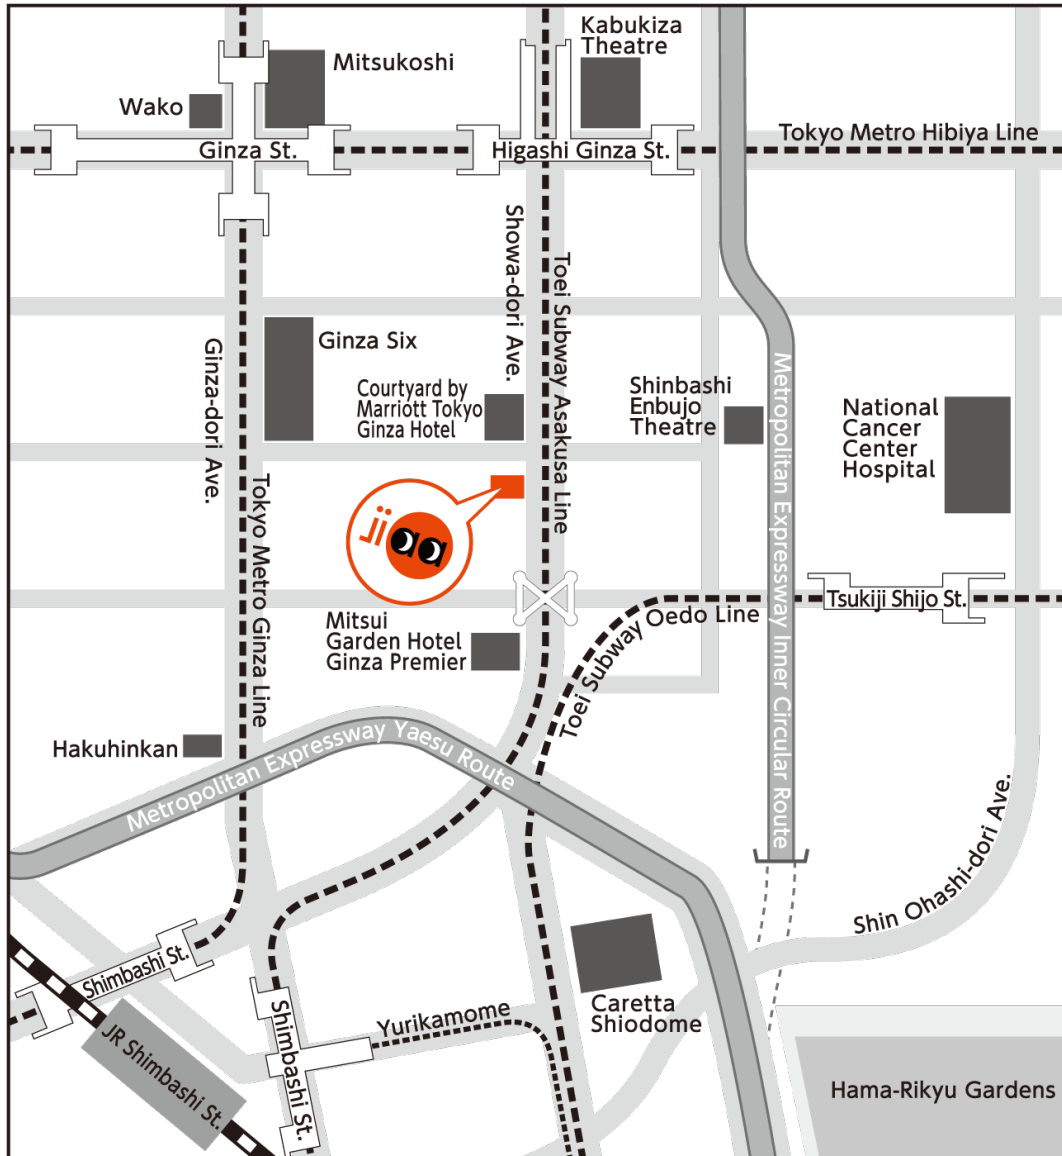 Kabukiza
Theatre
Mitsukoshi
Wako
Tokyo Metro Hibiya Line
Ginza St.
Higashi Ginza St.
Showa-dori Ave.
Toei Subway Asakusa Line
Ginza Six
Ginza-dori Ave.
Courtyard by
Marriott Tokyo
Ginza Hotel
Shinbashi
Enbujo
Theatre
Metropolitan Expressway Inner Circular Route
National
Cancer
Center
Hospital
Tokyo Metro Ginza Line
jiaa
Tsukiji Shijo St.
Toei Subway Oedo Line
Mitsui
Garden Hotel
Ginza Premier
Hakuhinkan
Metropolitan Expressway Yaesu Route
Shin Ohashi-dori Ave.
Shimbashi St.
Caretta
Shiodome
Yurikamome
Shimbashi St.
JR Shimbashi St.
Hama-Rikyu Gardens